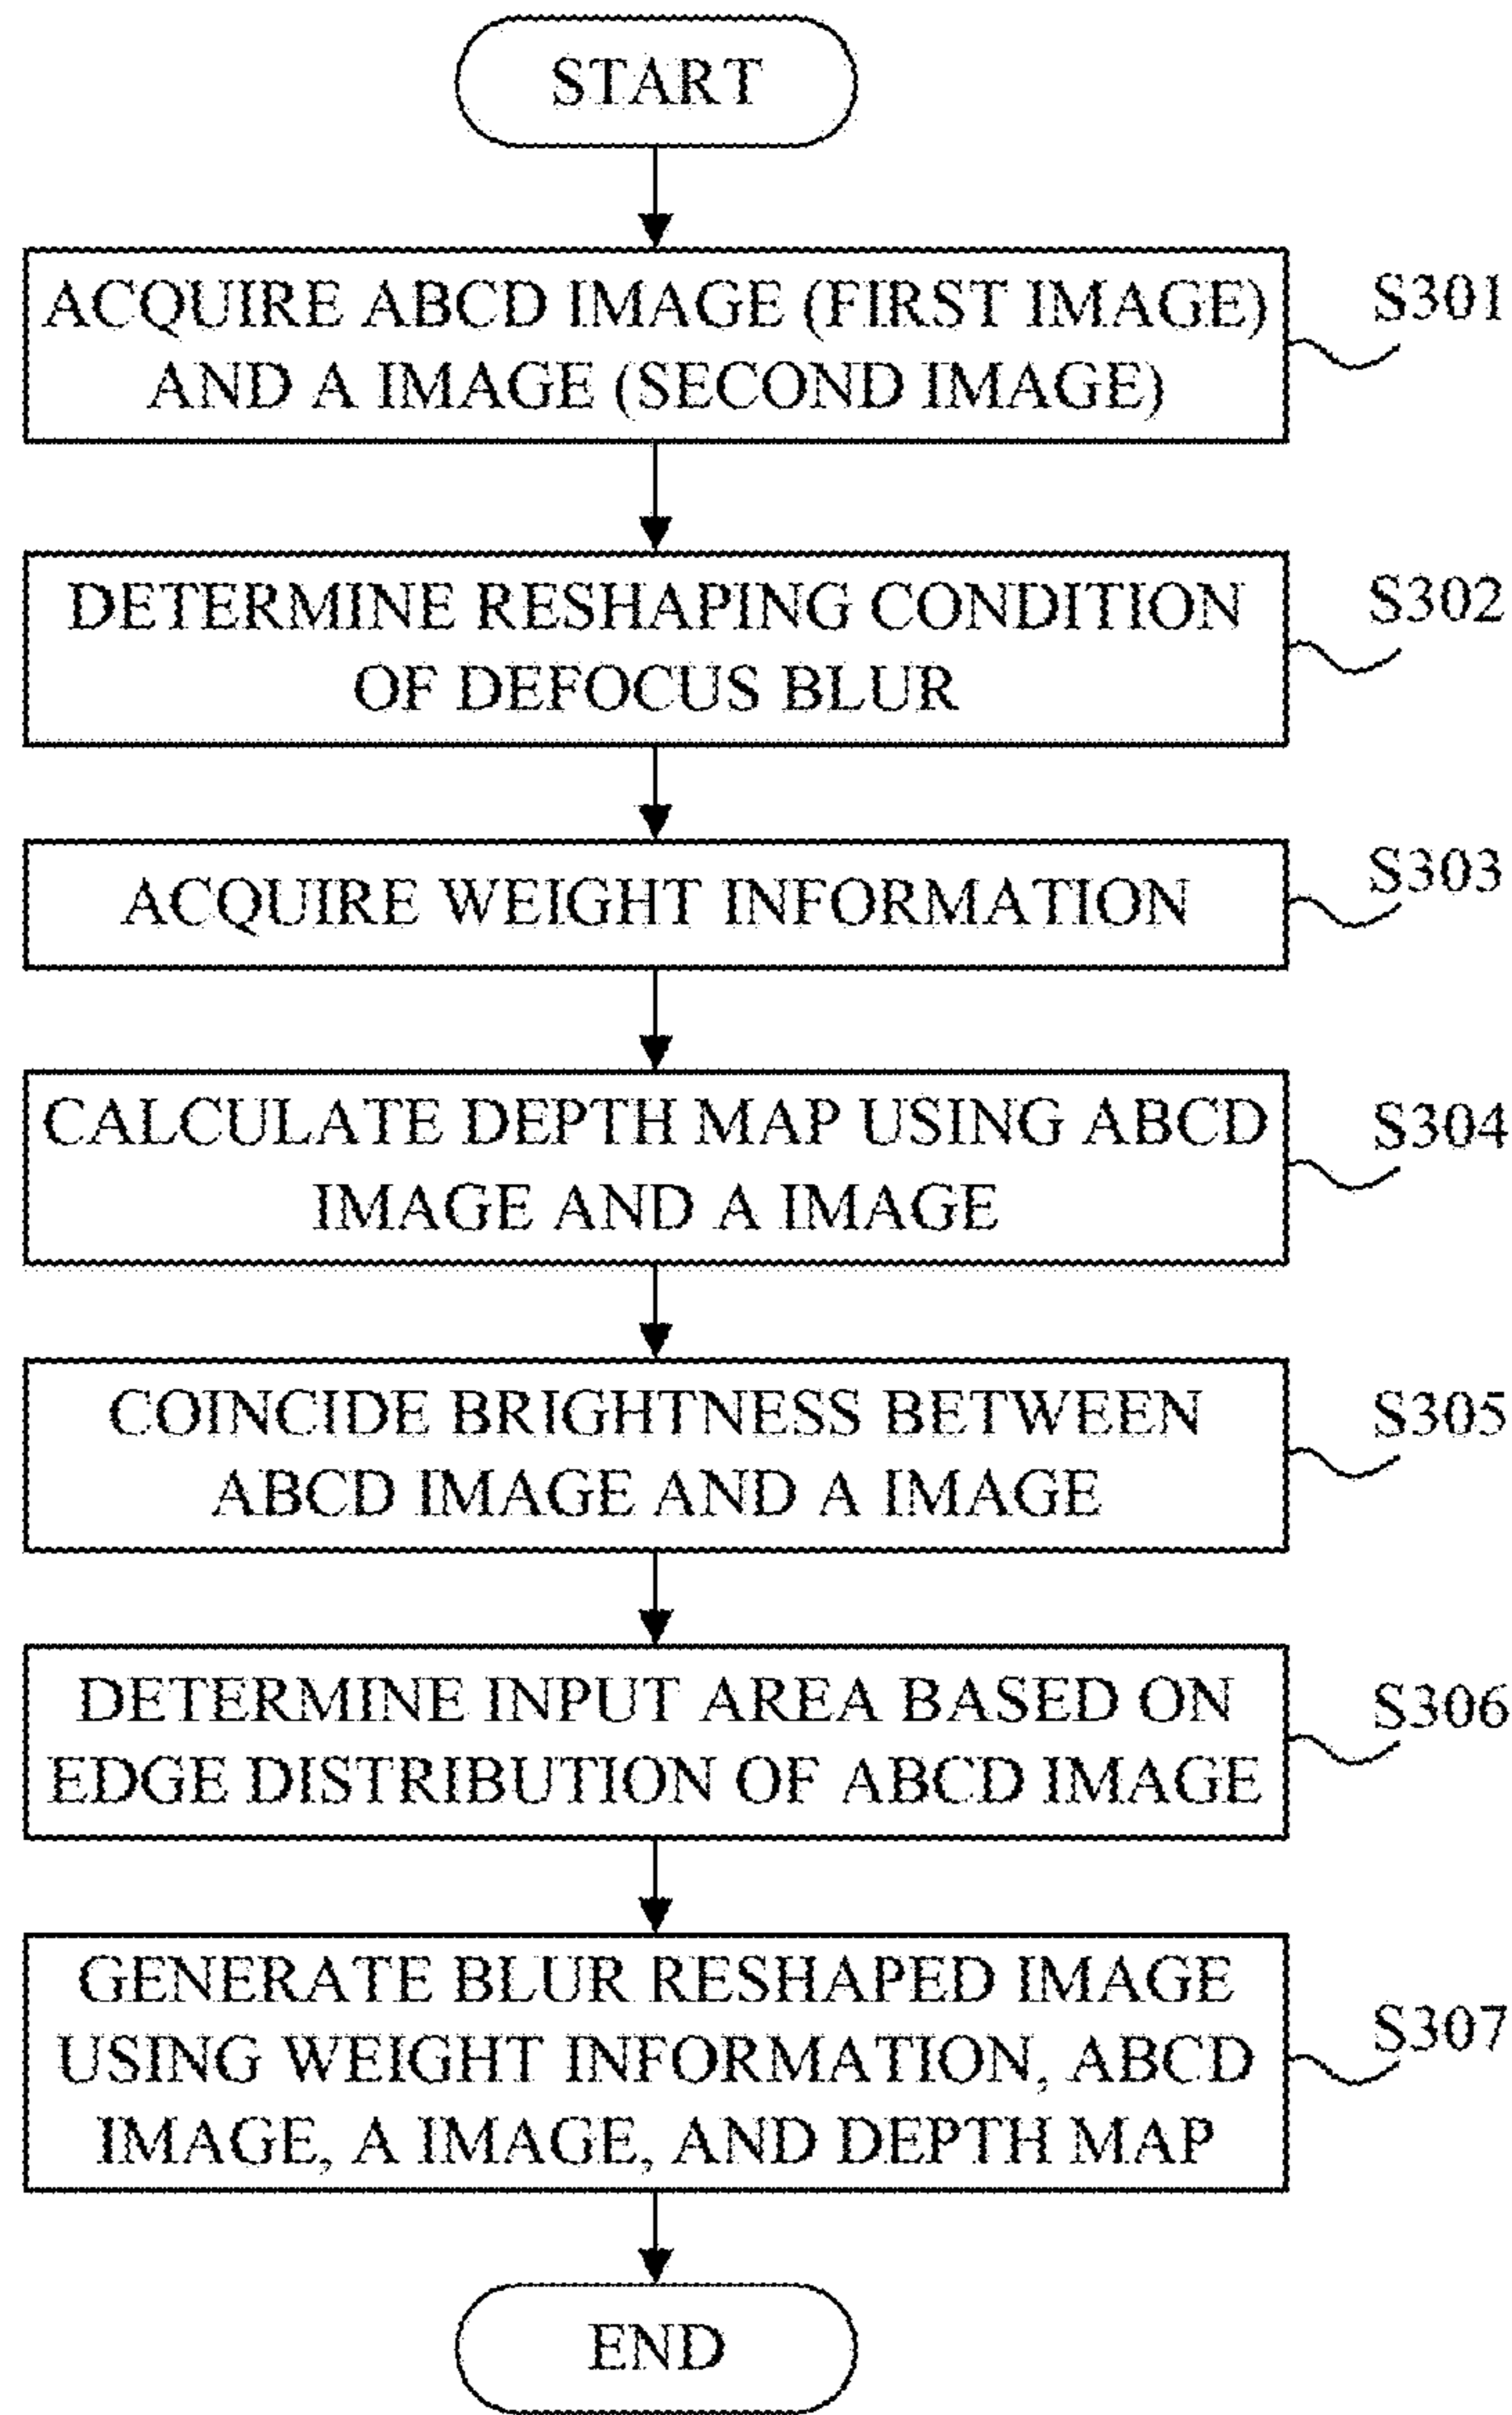 START
ACQUIRE ABCD IMAGE (FIRST IMAGE)
AND A IMAGE (SECOND IMAGE)
S301
DETERMINE RESHAPING CONDITION
OF DEFOCUS BLUR
S302
ACQUIRE WEIGHT INFORMATION
S303
CALCULATE DEPTH MAP USING ABCD
IMAGE AND A IMAGE
S304
COINCIDE BRIGHTNESS BETWEEN
ABCD IMAGE AND A IMAGE
S305
DETERMINE INPUT AREA BASED ON
EDGE DISTRIBUTION OF ABCD IMAGE
S306
GENERATE BLUR RESHAPED IMAGE
USING WEIGHT INFORMATION, ABCD
IMAGE, A IMAGE, AND DEPTH MAP
S307
END